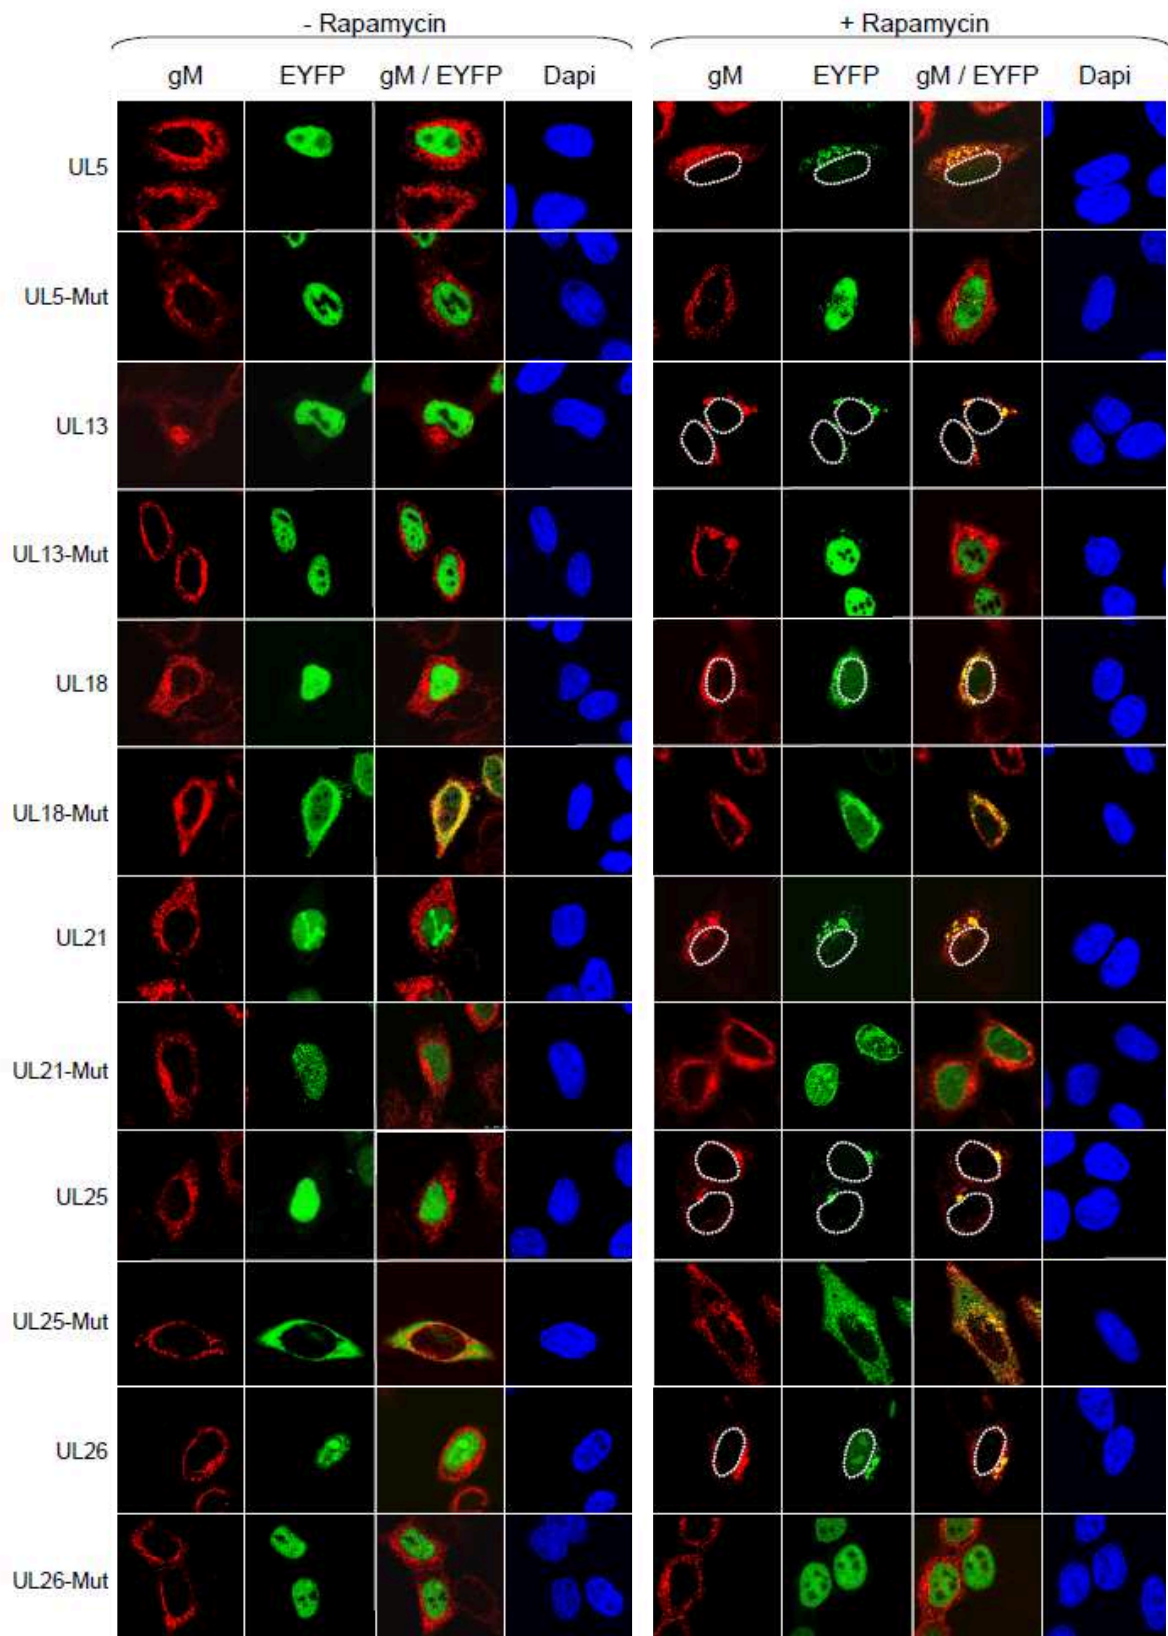 - Rapamycin + Rapamycin
gM EYFP gM / EYFP Dapi gM EYFP gM / EYFP Dapi
UL5
UL5-Mut
UL13
UL13-Mut
UL18
UL18-Mut
UL21
UL21-Mut
UL25
UL25-Mut
UL26
UL26-Mut